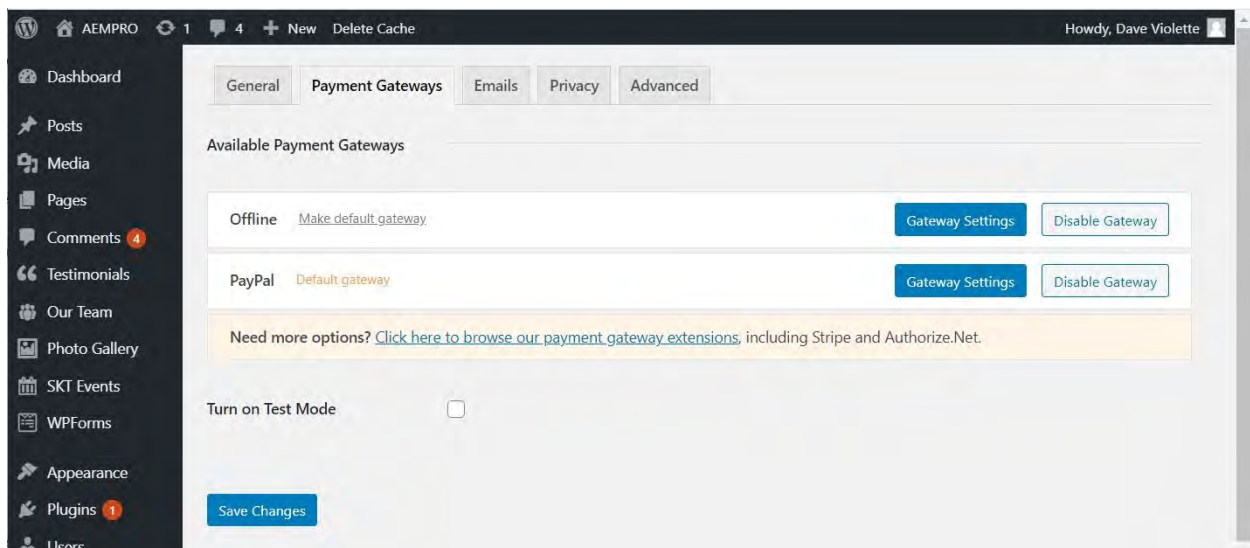 AEMPRO 1 4 New Delete Cache Howdy, Dave Violette
Dashboard
Posts
Media
Pages
Comments 4
Testimonials
Our Team
Photo Gallery
SKT Events
WPForms
Appearance
Plugins 1
Users
General Payment Gateways Emails Privacy Advanced
Available Payment Gateways
Offline Make default gateway Gateway Settings Disable Gateway
PayPal Default gateway Gateway Settings Disable Gateway
Need more options? Click here to browse our payment gateway extensions, including Stripe and Authorize.Net.
Turn on Test Mode
Save Changes